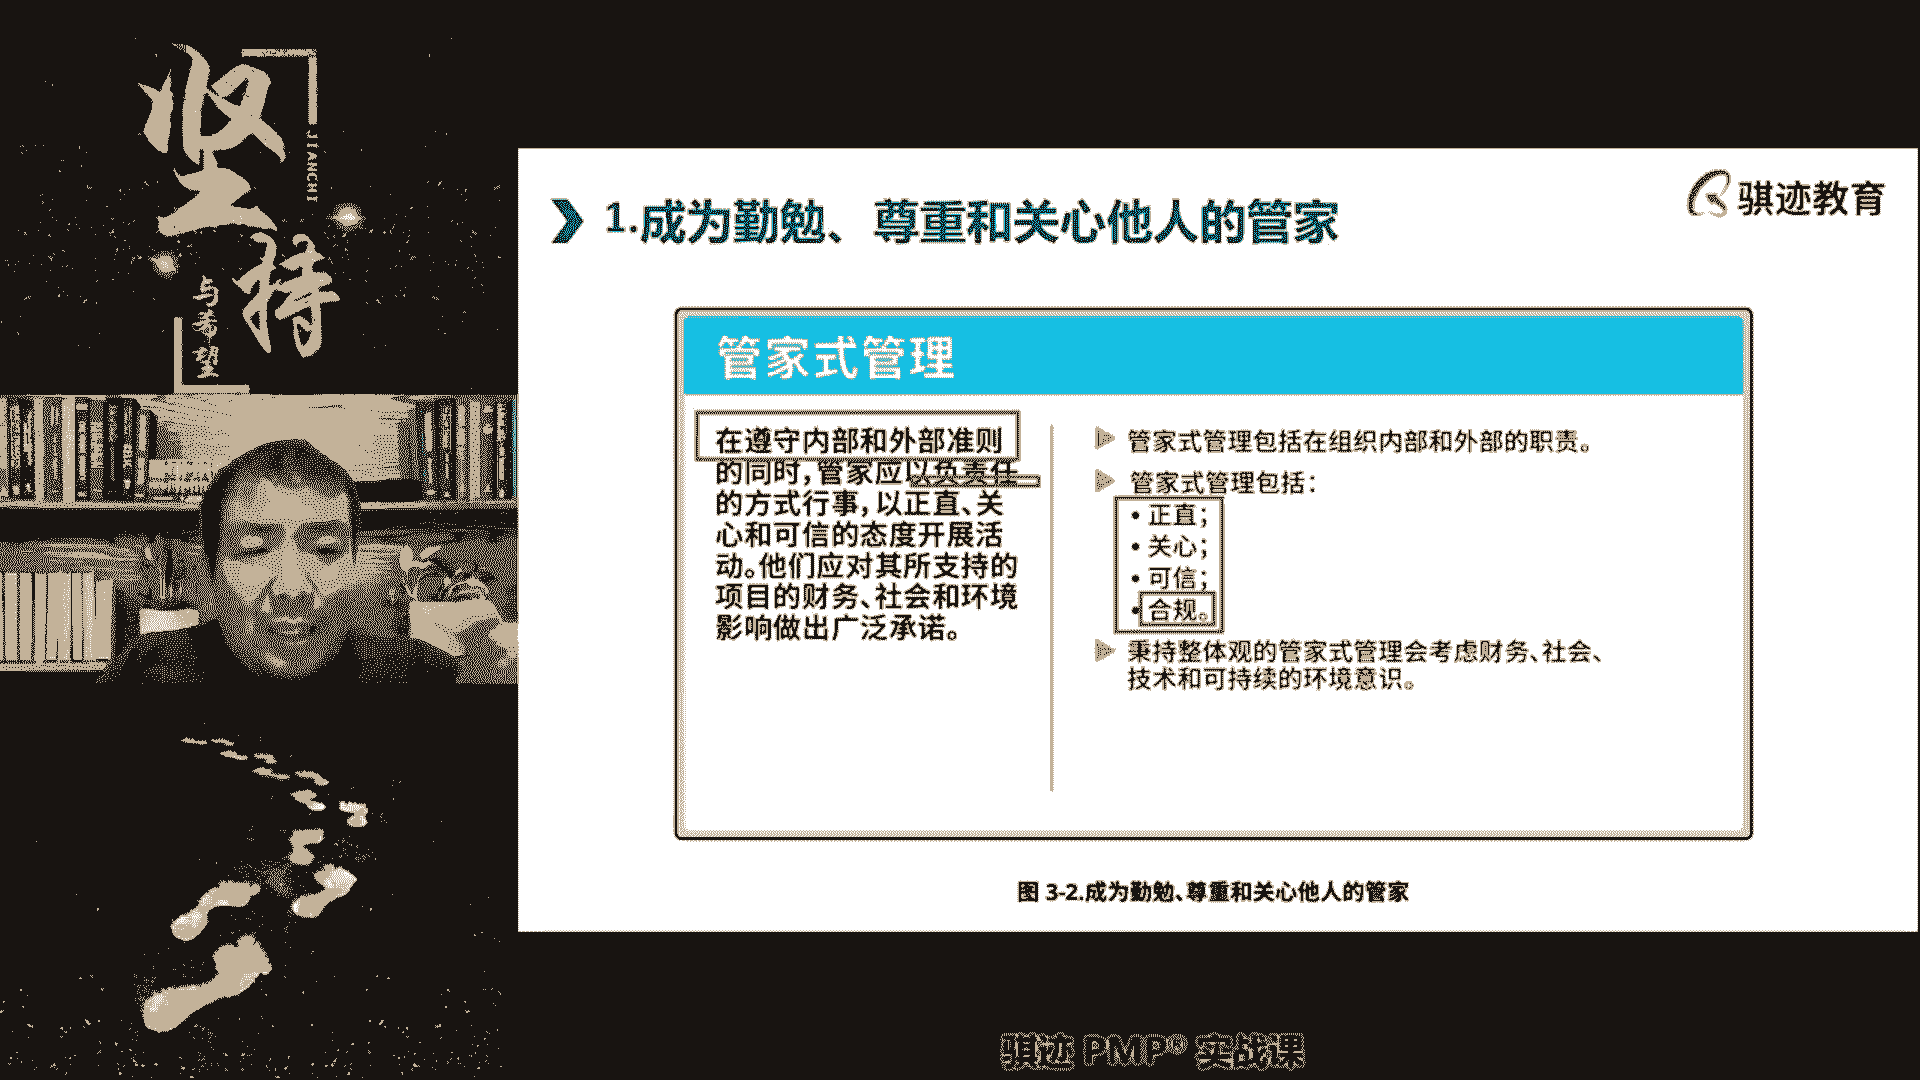 坚持
JIANCHI
与希望
骐迹教育
1.成为勤勉、尊重和关心他人的管家
管家式管理
在遵守内部和外部准则
的同时，管家应以负责任
的方式行事，以正直、关
心和可信的态度开展活
动。他们应对其所支持的
项目的财务、社会和环境
影响做出广泛承诺。
管家式管理包括在组织内部和外部的职责。
管家式管理包括：
• 正直；
• 关心；
• 可信；
• 合规。
秉持整体观的管家式管理会考虑财务、社会、
技术和可持续的环境意识。
图 3-2.成为勤勉、尊重和关心他人的管家
骐迹 PMP® 实战课